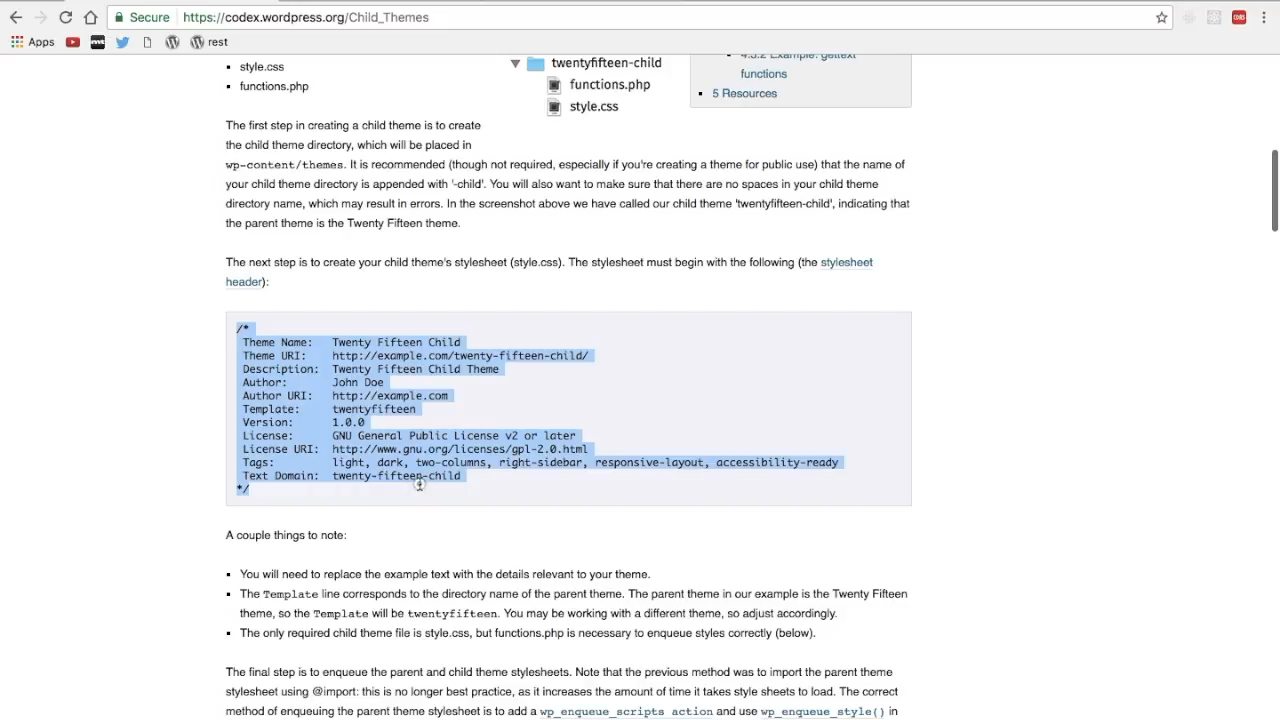 Secure https://codex.wordpress.org/Child_Themes
Apps rest
style.css
functions.php
twentyfifteen-child
functions.php
style.css
4.3.2 Example: gettext
functions
5 Resources
The first step in creating a child theme is to create
the child theme directory, which will be placed in
wp-content/themes. It is recommended (though not required, especially if you're creating a theme for public use) that the name of
your child theme directory is appended with '-child'. You will also want to make sure that there are no spaces in your child theme
directory name, which may result in errors. In the screenshot above we have called our child theme 'twentyfifteen-child', indicating that
the parent theme is the Twenty Fifteen theme.
The next step is to create your child theme's stylesheet (style.css). The stylesheet must begin with the following (the stylesheet
header):
/*
Theme Name: Twenty Fifteen Child
Theme URI: http://example.com/twenty-fifteen-child/
Description: Twenty Fifteen Child Theme
Author: John Doe
Author URI: http://example.com
Template: twentyfifteen
Version: 1.0.0
License: GNU General Public License v2 or later
License URI: http://www.gnu.org/licenses/gpl-2.0.html
Tags: light, dark, two-columns, right-sidebar, responsive-layout, accessibility-ready
Text Domain: twenty-fifteen-child
*/
A couple things to note:
You will need to replace the example text with the details relevant to your theme.
The Template line corresponds to the directory name of the parent theme. The parent theme in our example is the Twenty Fifteen
theme, so the Template will be twentyfifteen. You may be working with a different theme, so adjust accordingly.
The only required child theme file is style.css, but functions.php is necessary to enqueue styles correctly (below).
The final step is to enqueue the parent and child theme stylesheets. Note that the previous method was to import the parent theme
stylesheet using @import: this is no longer best practice, as it increases the amount of time it takes style sheets to load. The correct
method of enqueuing the parent theme stylesheet is to add a wp_enqueue_scripts action and use wp_enqueue_style() in